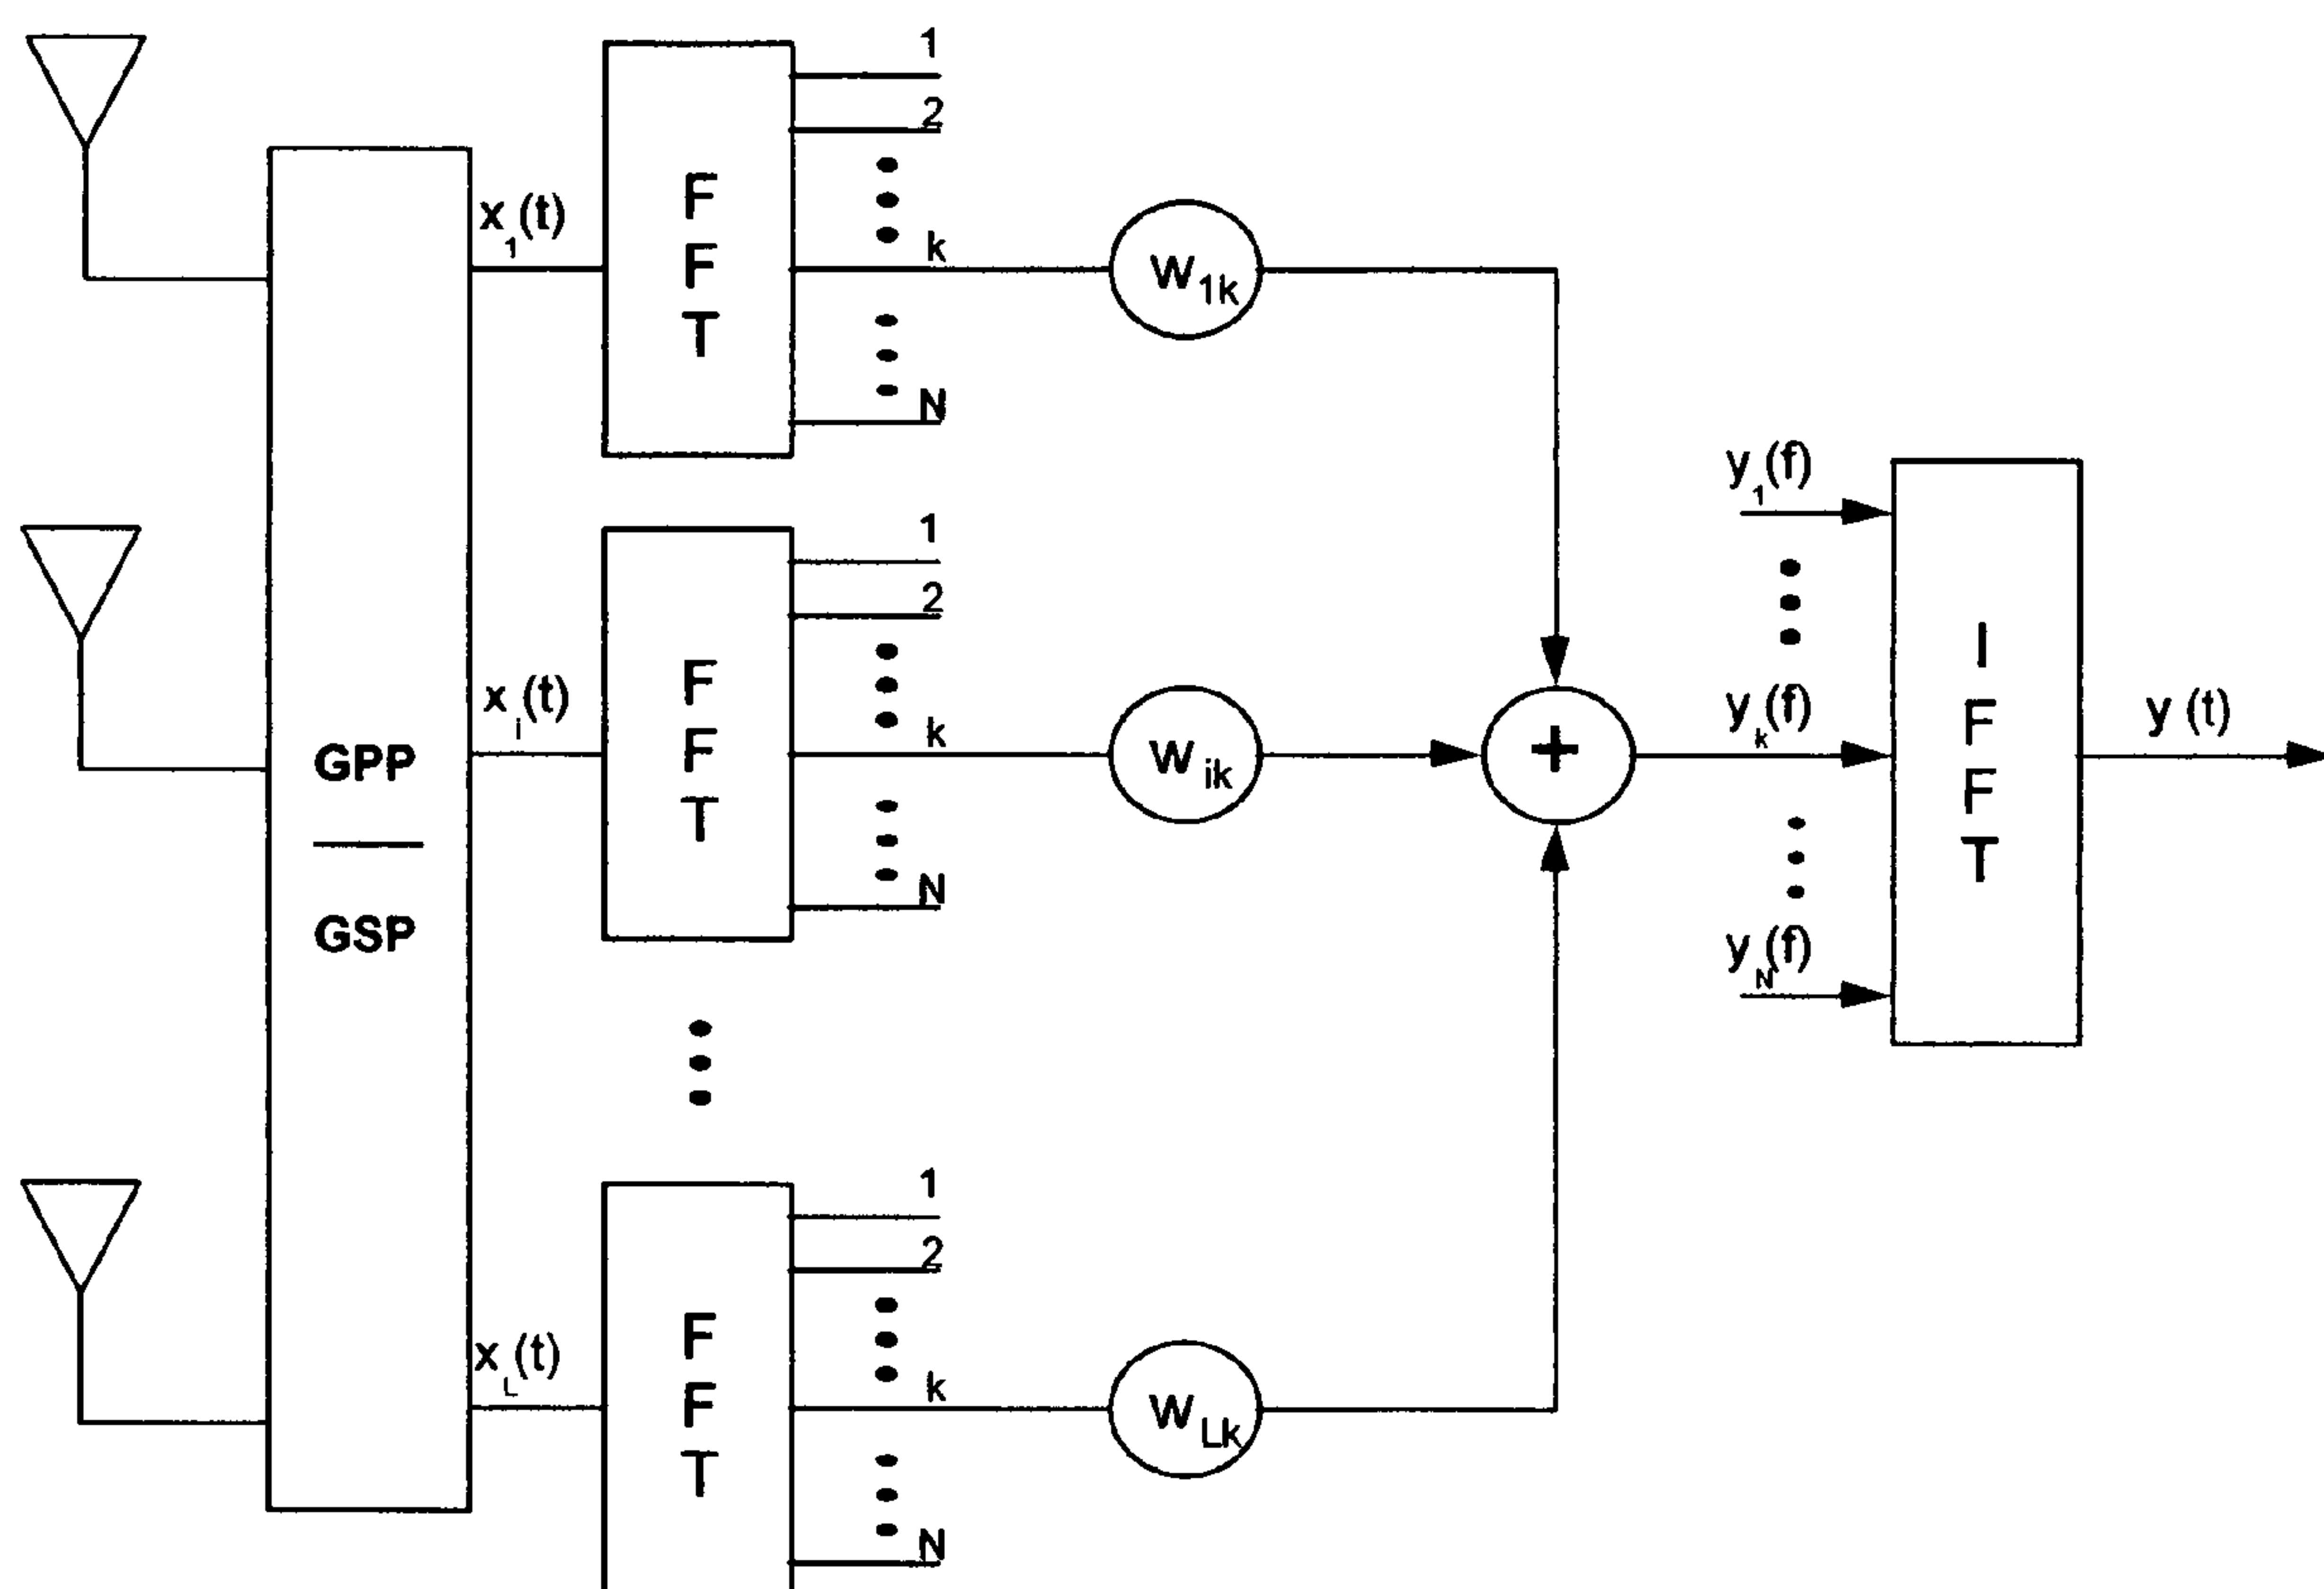 1
2
x1(t)
F
F
T
k
w1k
N
y1(f)
1
2
I
F
F
T
xi(t)
F
F
T
k
wik
+
yk(f)
y (t)
GPP
GSP
N
yN(f)
1
2
xL(t)
F
F
T
k
wLk
N